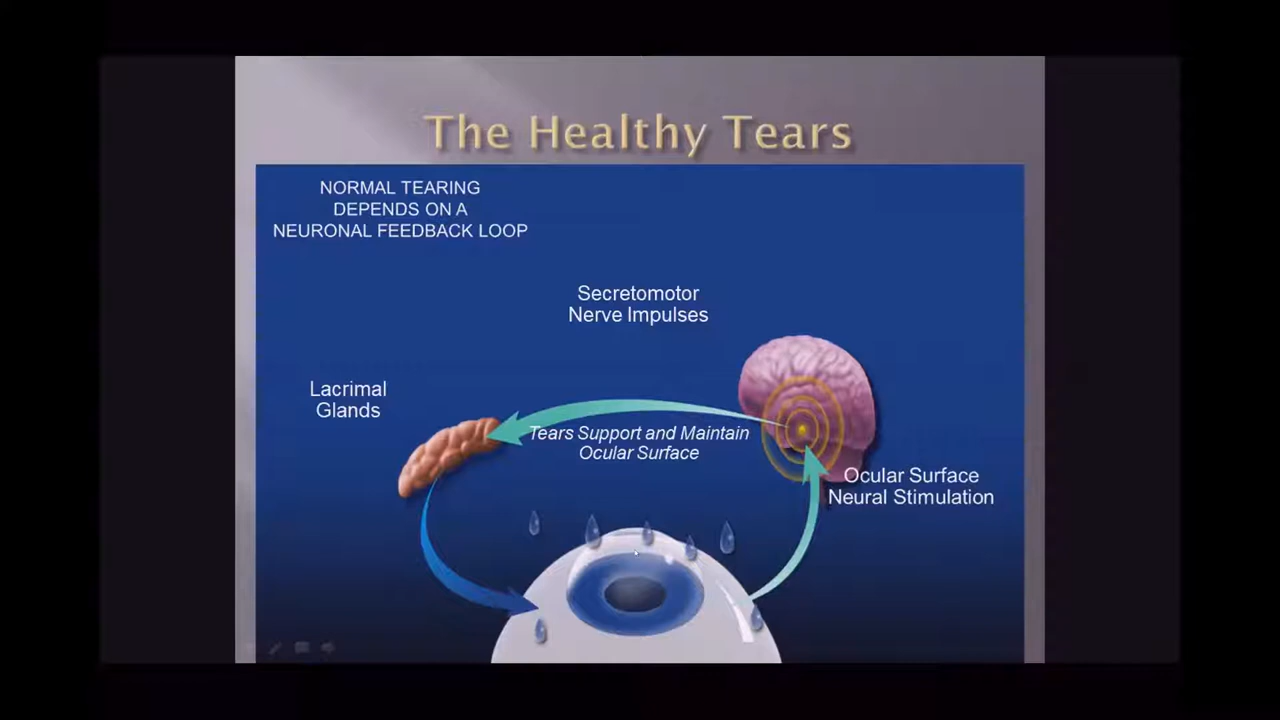 The Healthy Tears
NORMAL TEARING
DEPENDS ON A
NEURONAL FEEDBACK LOOP
Secretomotor
Nerve Impulses
Lacrimal
Glands
Tears Support and Maintain
Ocular Surface
Ocular Surface
Neural Stimulation